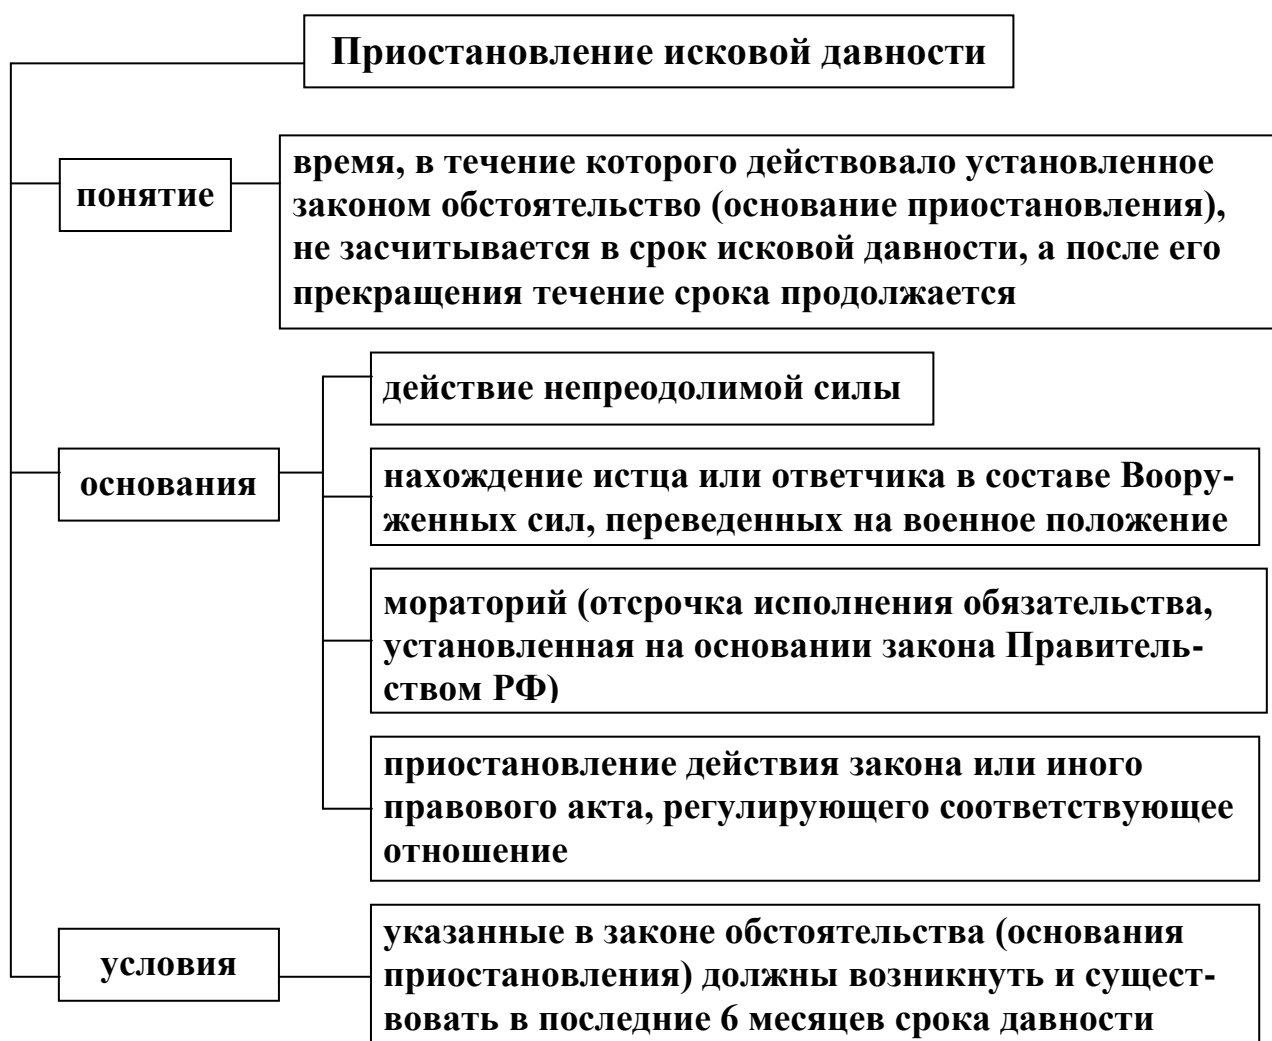 Приостановление исковой давности
понятие
время, в течение которого действовало установленное
законом обстоятельство (основание приостановления),
не засчитывается в срок исковой давности, а после его
прекращения течение срока продолжается
основания
действие непреодолимой силы
нахождение истца или ответчика в составе Воору-
женных сил, переведенных на военное положение
мораторий (отсрочка исполнения обязательства,
установленная на основании закона Правитель-
ством РФ)
приостановление действия закона или иного
правового акта, регулирующего соответствующее
отношение
условия
указанные в законе обстоятельства (основания
приостановления) должны возникнуть и сущест-
вовать в последние 6 месяцев срока давности